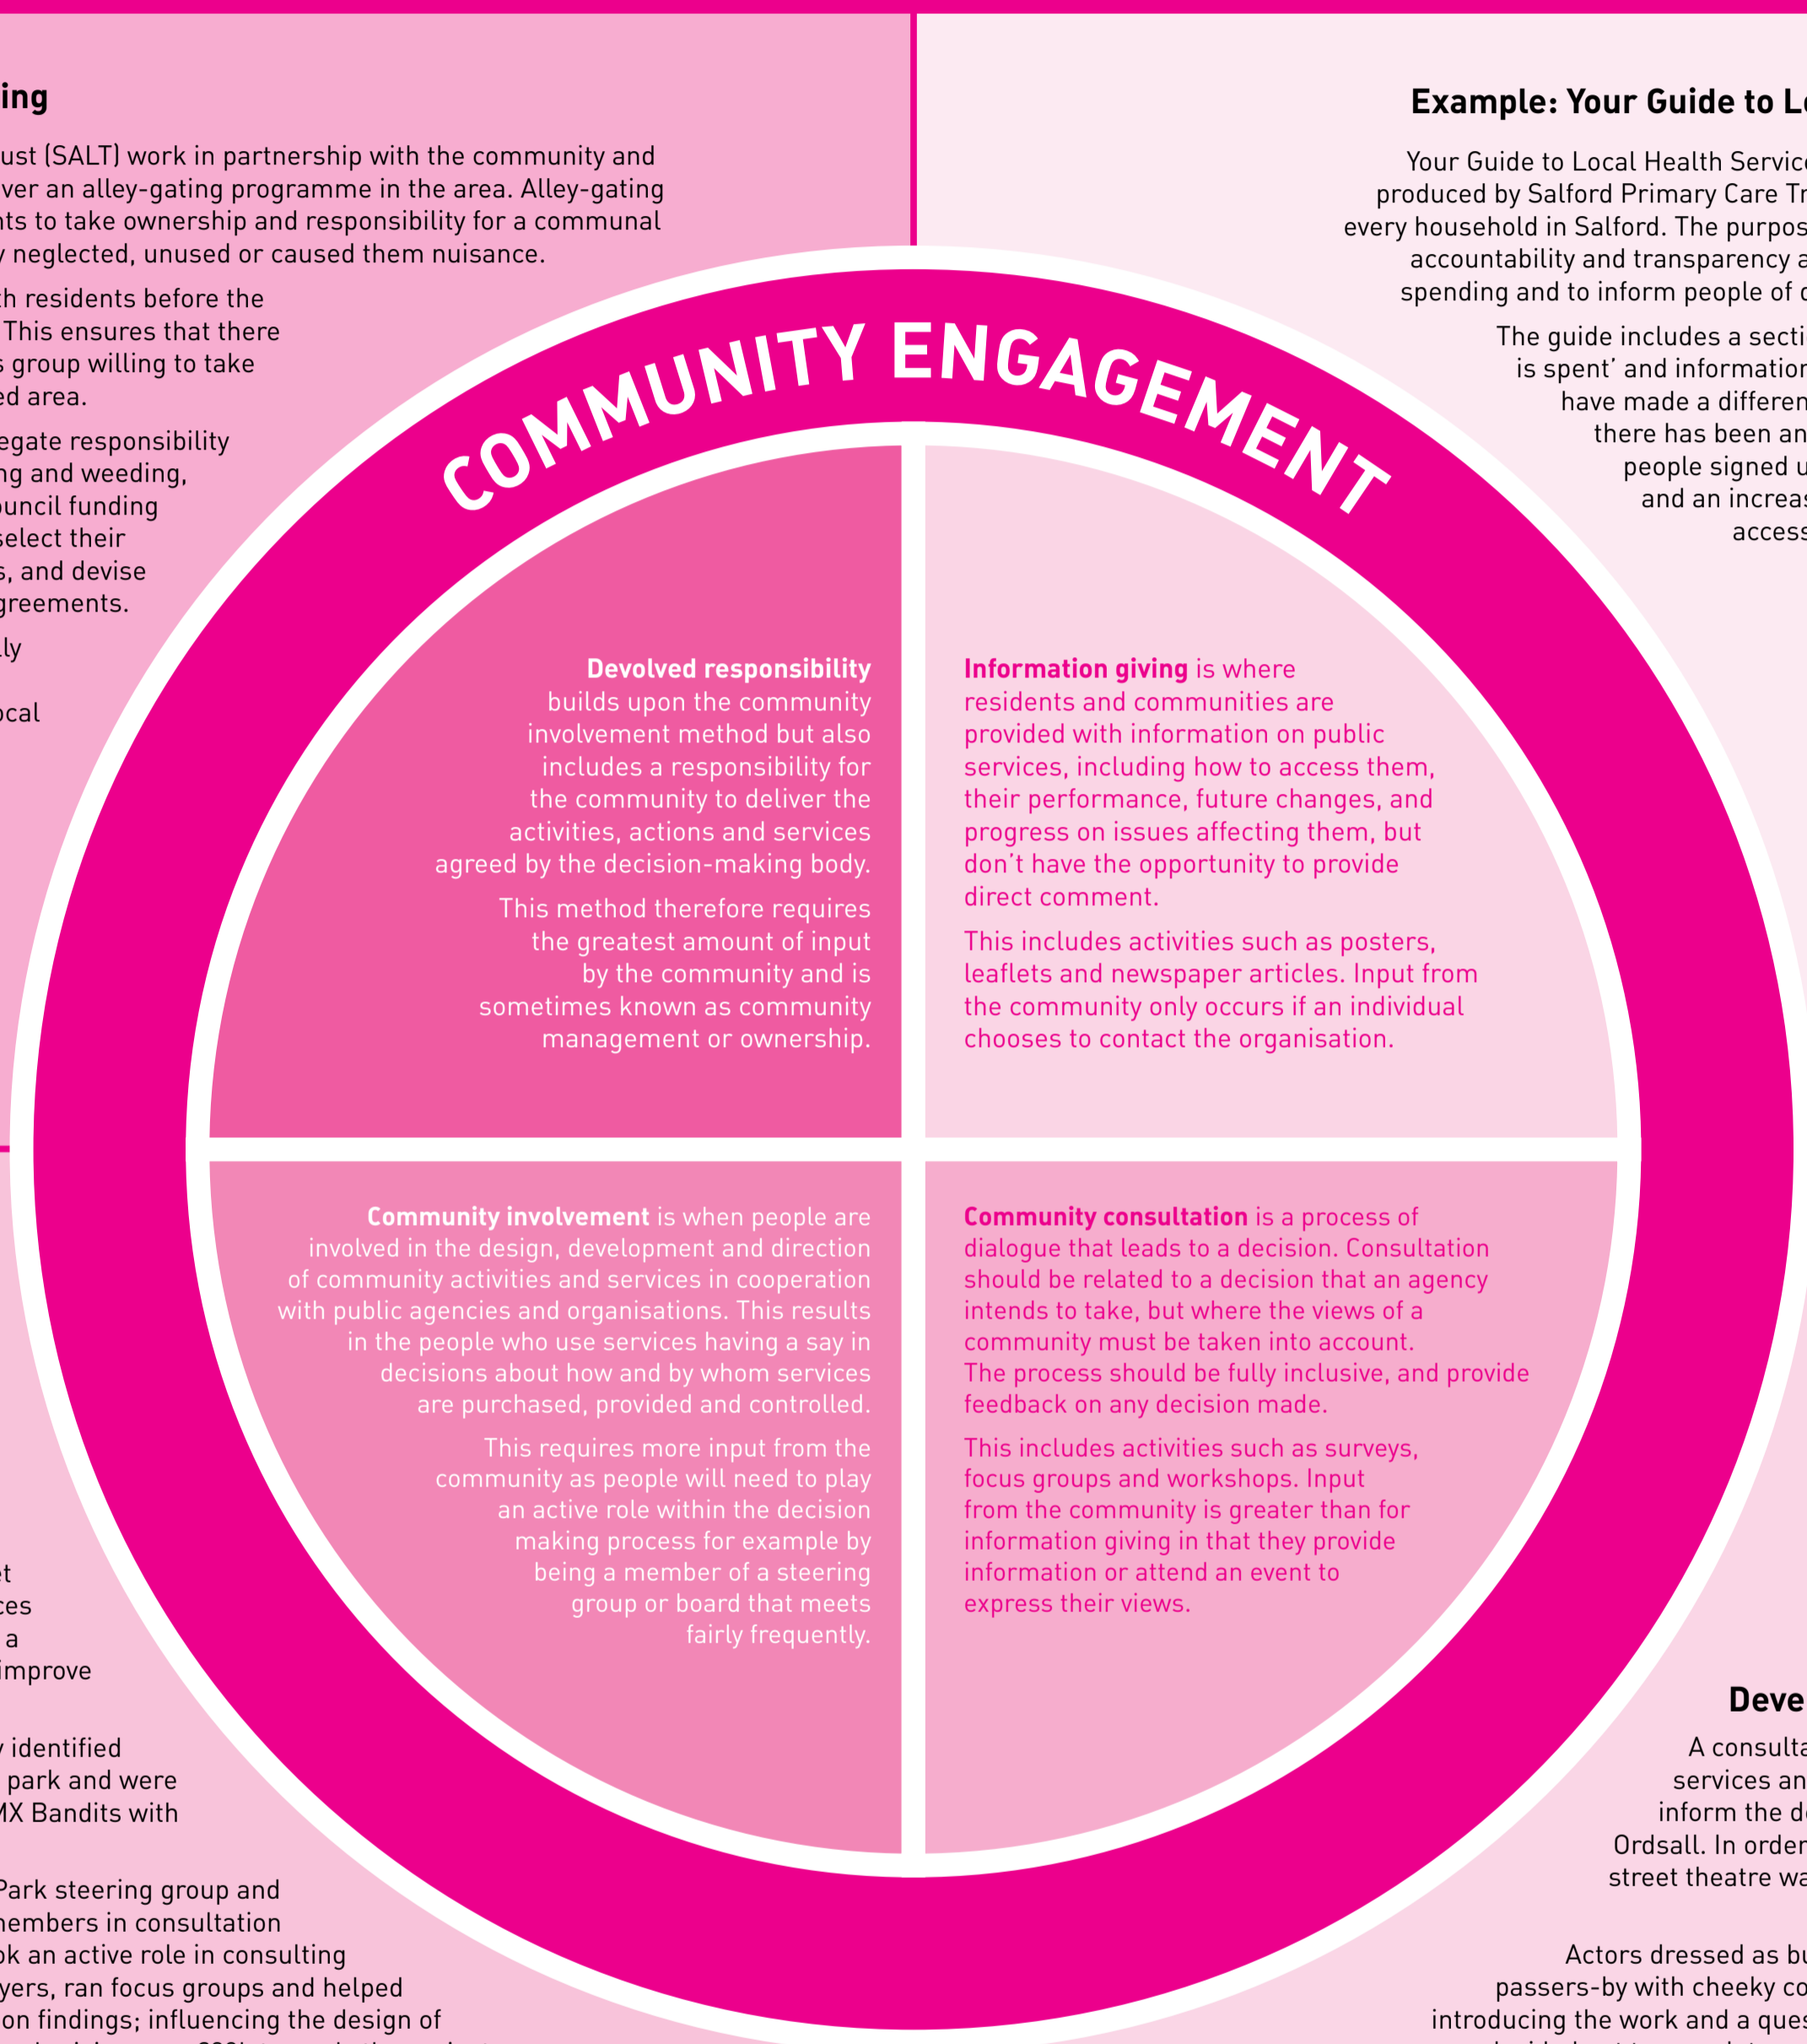 ing
ust (SALT) work in partnership with the community and
ver an alley-gating programme in the area. Alley-gating
nts to take ownership and responsibility for a communal
y neglected, unused or caused them nuisance.
th residents before the
This ensures that there
s group willing to take
ed area.
egate responsibility
ng and weeding,
ouncil funding
select their
s, and devise
greements.
lly
ocal
Example: Your Guide to Lo
Your Guide to Local Health Service
produced by Salford Primary Care Tr
every household in Salford. The purpos
accountability and transparency a
spending and to inform people of
The guide includes a secti
is spent’ and information
have made a differen
there has been an
people signed u
and an increas
access
COMMUNITY ENGAGEMENT
Devolved responsibility
builds upon the community
involvement method but also
includes a responsibility for
the community to deliver the
activities, actions and services
agreed by the decision-making body.
This method therefore requires
the greatest amount of input
by the community and is
sometimes known as community
management or ownership.
Information giving is where
residents and communities are
provided with information on public
services, including how to access them,
their performance, future changes, and
progress on issues affecting them, but
don’t have the opportunity to provide
direct comment.
This includes activities such as posters,
leaflets and newspaper articles. Input from
the community only occurs if an individual
chooses to contact the organisation.
Community involvement is when people are
involved in the design, development and direction
of community activities and services in cooperation
with public agencies and organisations. This results
in the people who use services having a say in
decisions about how and by whom services
are purchased, provided and controlled.
This requires more input from the
community as people will need to play
an active role within the decision
making process for example by
being a member of a steering
group or board that meets
fairly frequently.
Community consultation is a process of
dialogue that leads to a decision. Consultation
should be related to a decision that an agency
intends to take, but where the views of a
community must be taken into account.
The process should be fully inclusive, and provide
feedback on any decision made.
This includes activities such as surveys,
focus groups and workshops. Input
from the community is greater than for
information giving in that they provide
information or attend an event to
express their views.
et
ces
a
improve
y identified
park and were
MX Bandits with
Park steering group and
members in consultation
ok an active role in consulting
yers, ran focus groups and helped
on findings; influencing the design of
Deve
A consulta
services an
inform the de
Ordsall. In order
street theatre wa
Actors dressed as bu
passers-by with cheeky co
introducing the work and a ques